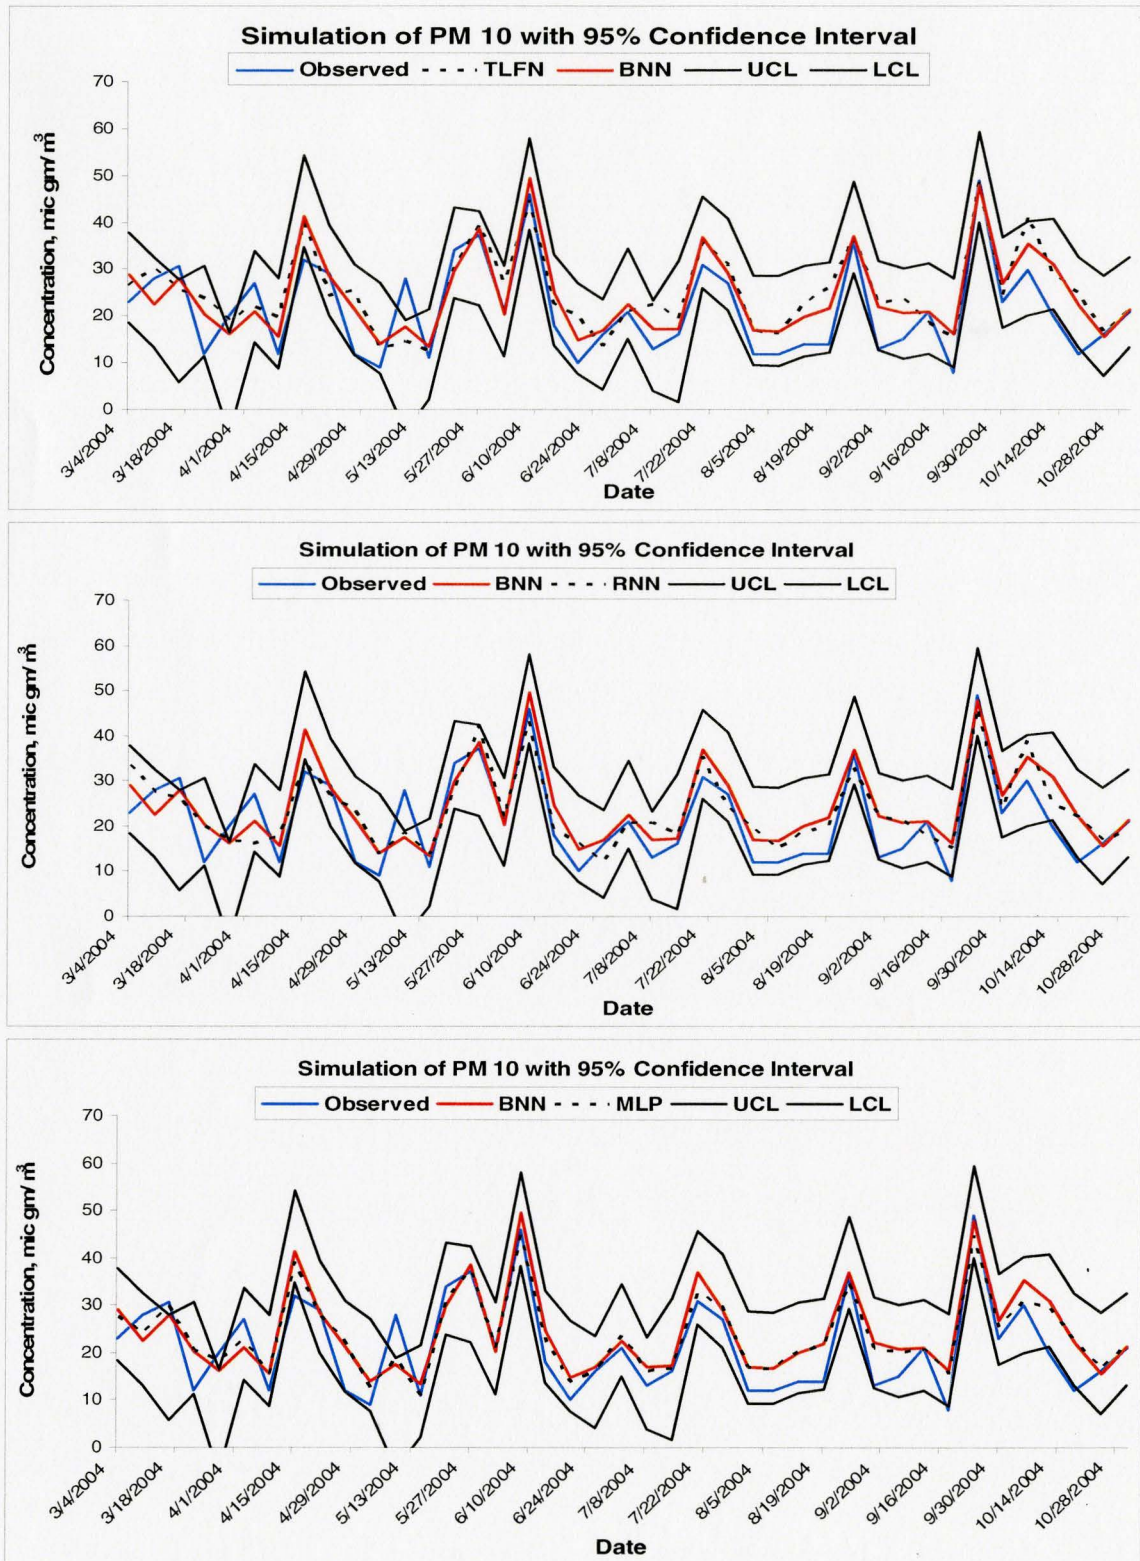 Simulation of PM 10 with 95% Confidence Interval
Observed TLFN BNN UCL LCL
Concentration, mic gm/m³
70
60
50
40
30
20
10
0
3/4/2004 3/18/2004 4/1/2004 4/15/2004 4/29/2004 5/13/2004 5/27/2004 6/10/2004 6/24/2004 7/8/2004 7/22/2004 8/5/2004 8/19/2004 9/2/2004 9/16/2004 9/30/2004 10/14/2004 10/28/2004
Date
Simulation of PM 10 with 95% Confidence Interval
Observed BNN RNN UCL LCL
Concentration, mic gm/m³
70
60
50
40
30
20
10
0
3/4/2004 3/18/2004 4/1/2004 4/15/2004 4/29/2004 5/13/2004 5/27/2004 6/10/2004 6/24/2004 7/8/2004 7/22/2004 8/5/2004 8/19/2004 9/2/2004 9/16/2004 9/30/2004 10/14/2004 10/28/2004
Date
Simulation of PM 10 with 95% Confidence Interval
Observed BNN MLP UCL LCL
Concentration, mic gm/m³
70
60
50
40
30
20
10
0
3/4/2004 3/18/2004 4/1/2004 4/15/2004 4/29/2004 5/13/2004 5/27/2004 6/10/2004 6/24/2004 7/8/2004 7/22/2004 8/5/2004 8/19/2004 9/2/2004 9/16/2004 9/30/2004 10/14/2004 10/28/2004
Date